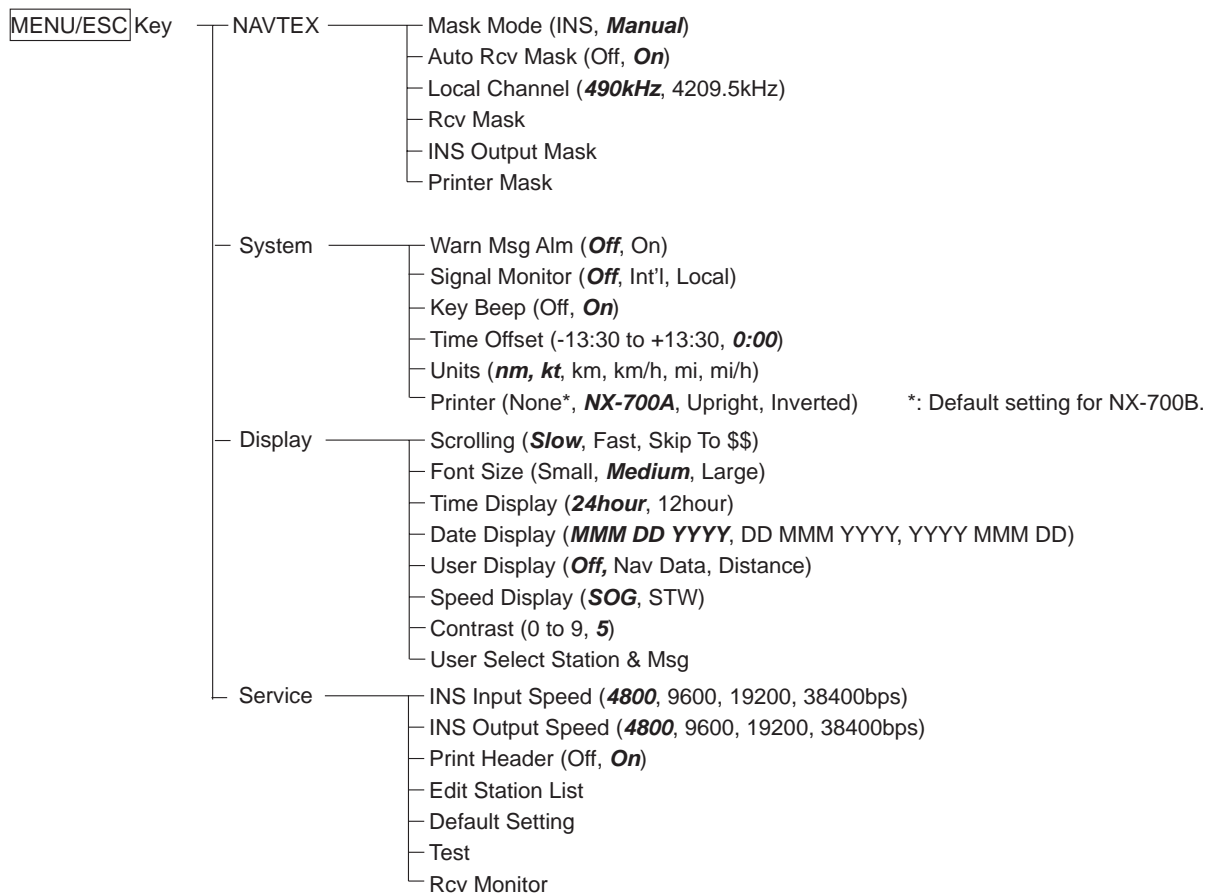 MENU/ESC Key
NAVTEX
Mask Mode (INS, Manual)
Auto Rcv Mask (Off, On)
Local Channel (490kHz, 4209.5kHz)
Rcv Mask
INS Output Mask
Printer Mask
System
Warn Msg Alm (Off, On)
Signal Monitor (Off, Int'l, Local)
Key Beep (Off, On)
Time Offset (-13:30 to +13:30, 0:00)
Units (nm, kt, km, km/h, mi, mi/h)
Printer (None*, NX-700A, Upright, Inverted) *: Default setting for NX-700B.
Display
Scrolling (Slow, Fast, Skip To $$)
Font Size (Small, Medium, Large)
Time Display (24hour, 12hour)
Date Display (MMM DD YYYY, DD MMM YYYY, YYYY MMM DD)
User Display (Off, Nav Data, Distance)
Speed Display (SOG, STW)
Contrast (0 to 9, 5)
User Select Station & Msg
Service
INS Input Speed (4800, 9600, 19200, 38400bps)
INS Output Speed (4800, 9600, 19200, 38400bps)
Print Header (Off, On)
Edit Station List
Default Setting
Test
Rcv Monitor